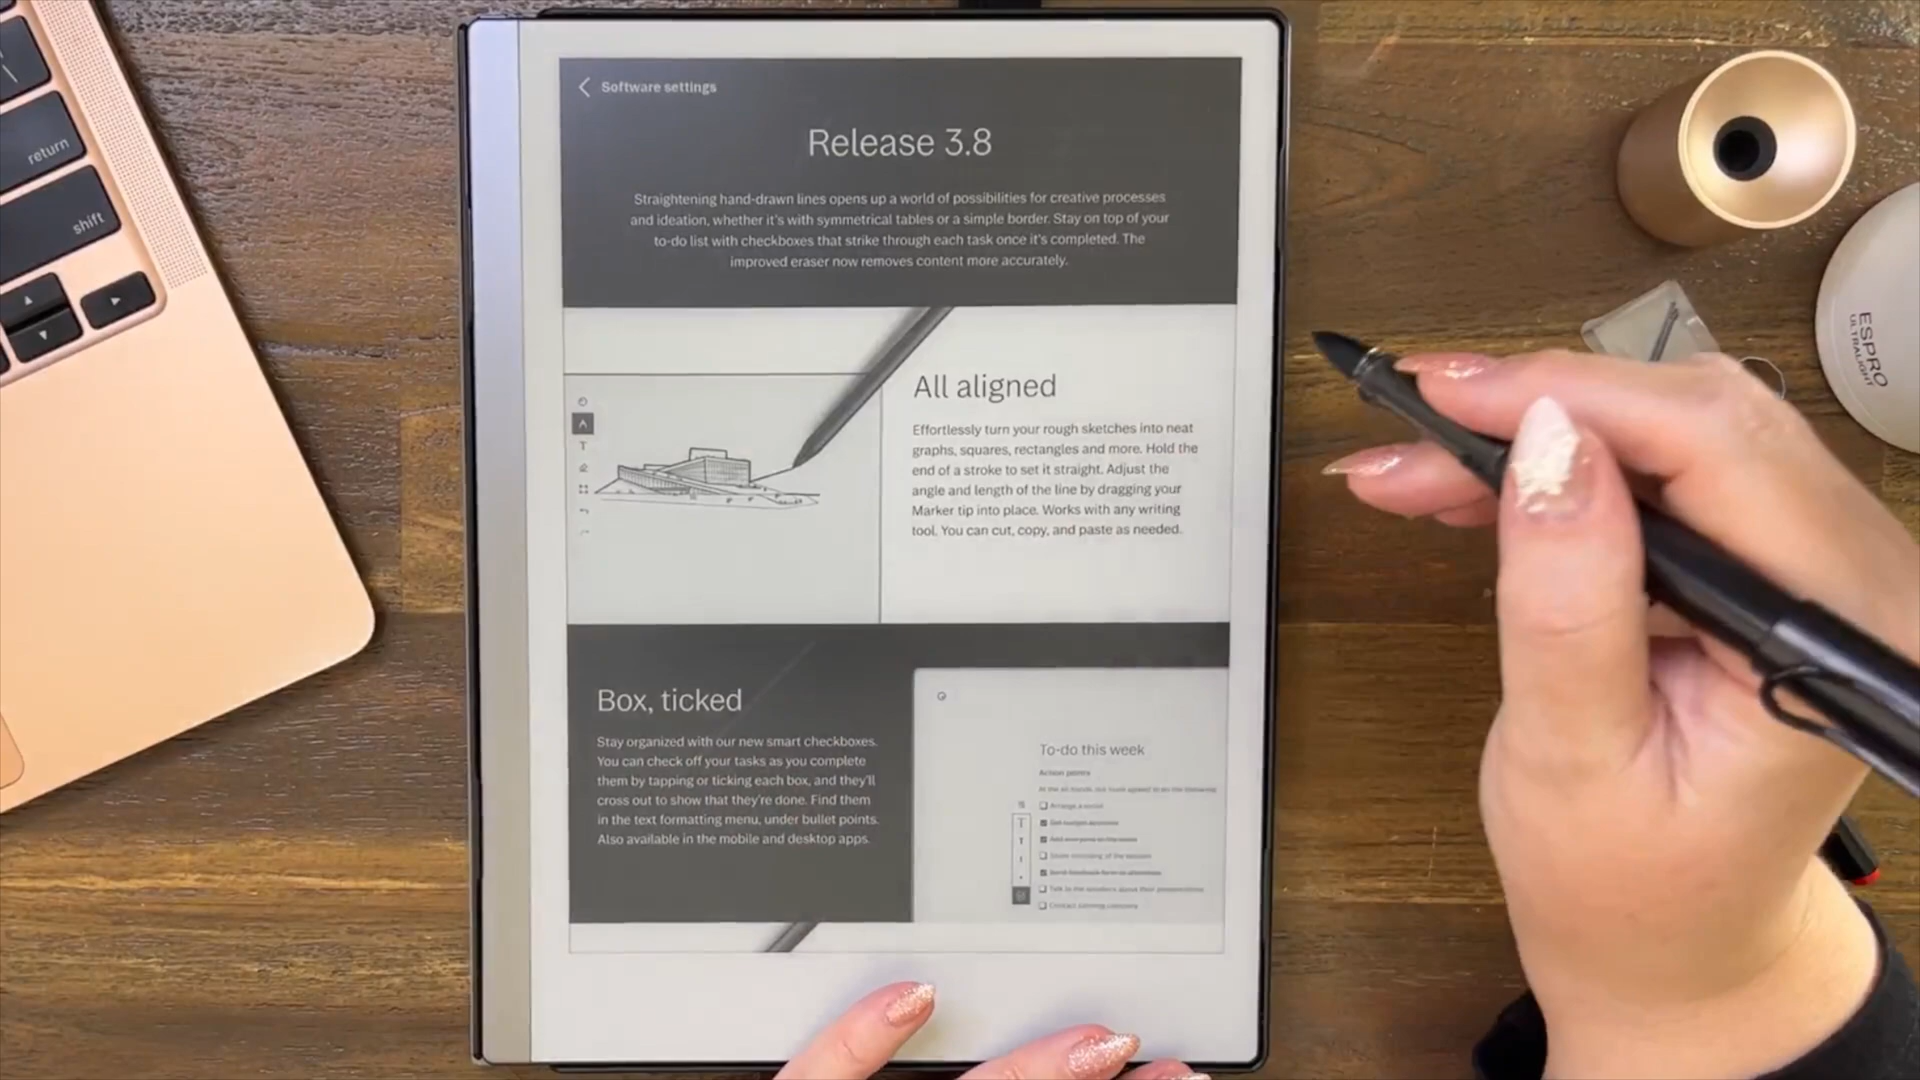 Software settings
Release 3.8
Straightening hand-drawn lines opens up a world of possibilities for creative processes
and ideation, whether it's with symmetrical tables or a simple border. Stay on top of your
to-do list with checkboxes that strike through each task once it's completed. The
improved eraser now removes content more accurately.
All aligned
Effortlessly turn your rough sketches into neat
graphs, squares, rectangles and more. Hold the
end of a stroke to set it straight. Adjust the
angle and length of the line by dragging your
Marker tip into place. Works with any writing
tool. You can cut, copy, and paste as needed.
Box, ticked
Stay organized with our new smart checkboxes.
You can check off your tasks as you complete
them by tapping or ticking each box, and they'll
cross out to show that they're done. Find them
in the text formatting menu, under bullet points.
Also available in the mobile and desktop apps.
To-do this week
Action points
return
shift
ESPRO
ULTRALIGHT